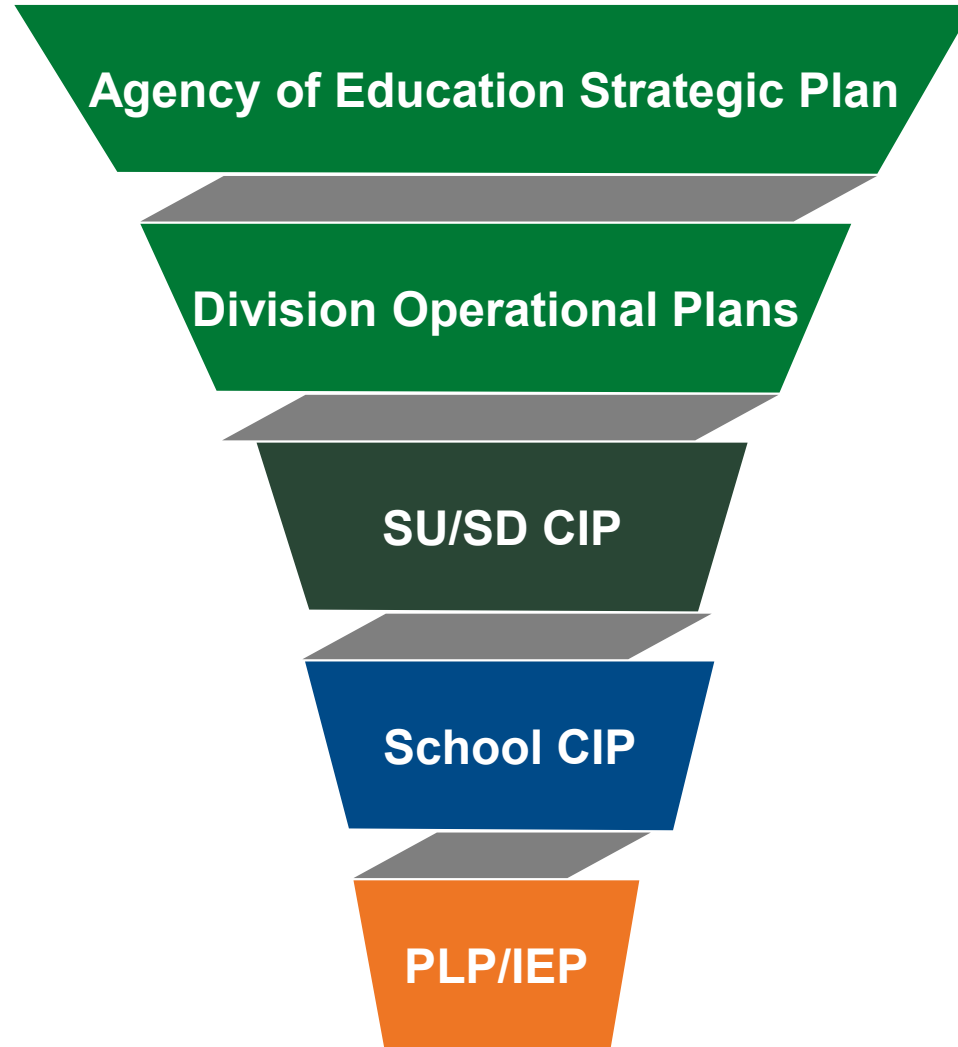 Agency of Education Strategic Plan
Division Operational Plans
SU/SD CIP
School CIP
PLP/IEP